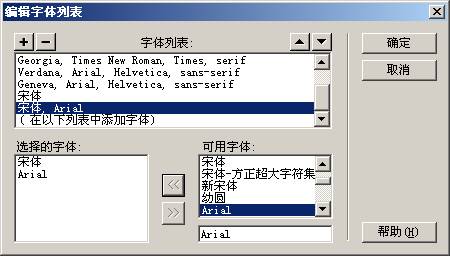 编辑字体列表
字体列表:
确定
取消
Georgia, Times New Roman, Times, serif
Verdana, Arial, Helvetica, sans-serif
Geneva, Arial, Helvetica, sans-serif
宋体
宋体, Arial
(在以下列表中添加字体)
选择的字体:
宋体
Arial
<<
>>
可用字体:
宋体
宋体-方正超大字符集
新宋体
幼圆
Arial
Arial
帮助(H)